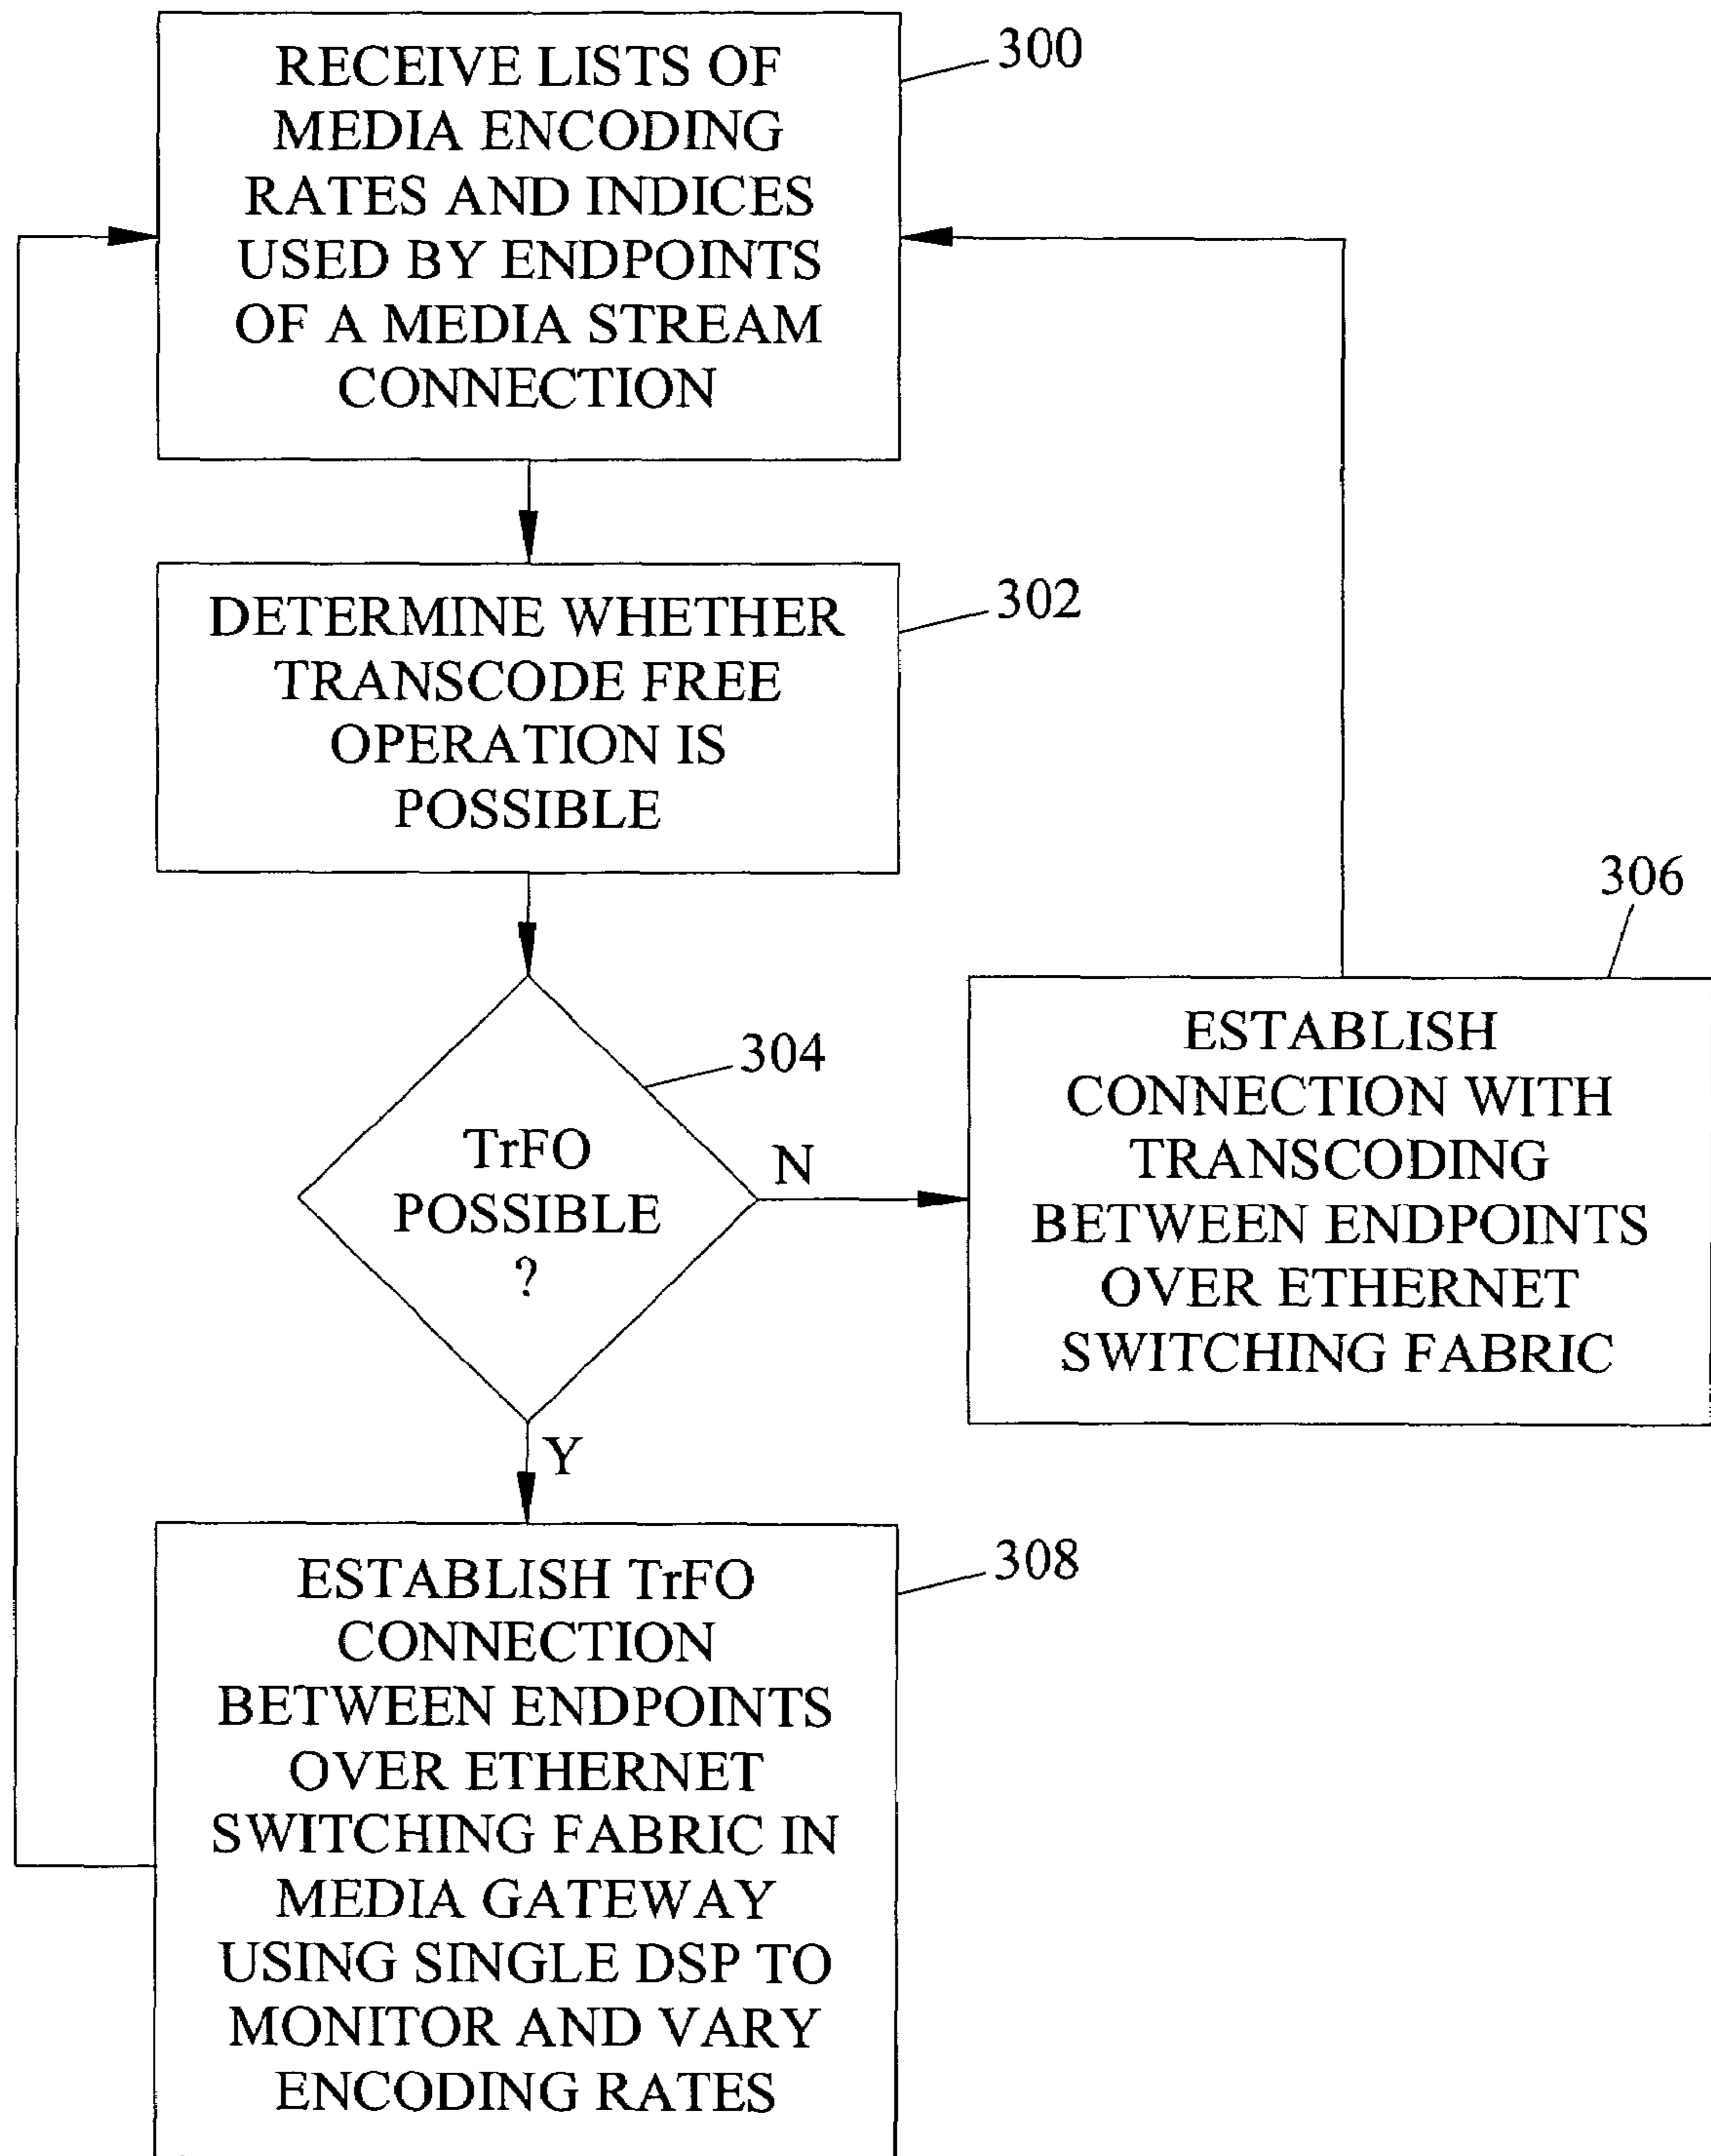 RECEIVE LISTS OF
MEDIA ENCODING
RATES AND INDICES
USED BY ENDPOINTS
OF A MEDIA STREAM
CONNECTION
300
DETERMINE WHETHER
TRANSCODE FREE
OPERATION IS
POSSIBLE
302
TrFO
POSSIBLE
?
304
N
Y
306
ESTABLISH
CONNECTION WITH
TRANSCODING
BETWEEN ENDPOINTS
OVER ETHERNET
SWITCHING FABRIC
ESTABLISH TrFO
CONNECTION
BETWEEN ENDPOINTS
OVER ETHERNET
SWITCHING FABRIC IN
MEDIA GATEWAY
USING SINGLE DSP TO
MONITOR AND VARY
ENCODING RATES
308